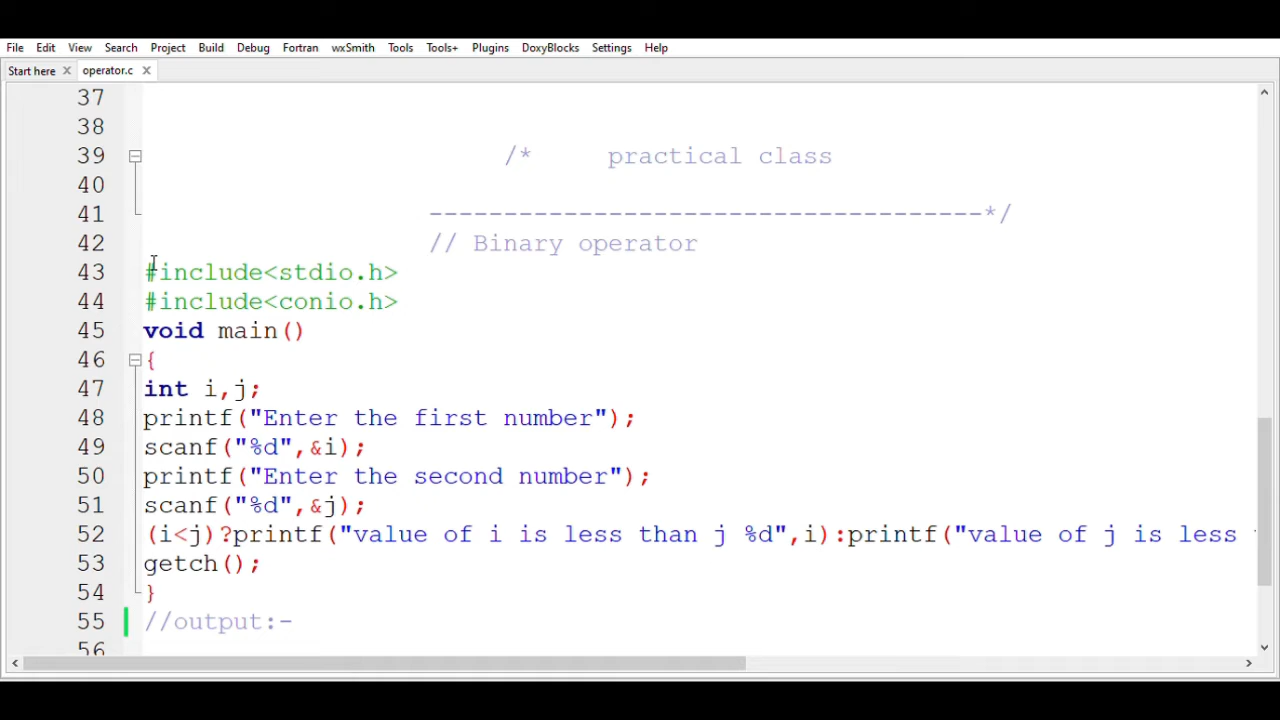 File Edit View Search Project Build Debug Fortran wxSmith Tools Tools+ Plugins DoxyBlocks Settings Help
Start here operator.c
37
38
39 /* practical class
40
41 -------------------------------------*/
42 // Binary operator
43 #include<stdio.h>
44 #include<conio.h>
45 void main()
46 {
47 int i,j;
48 printf("Enter the first number");
49 scanf("%d",&i);
50 printf("Enter the second number");
51 scanf("%d",&j);
52 (i<j)?printf("value of i is less than j %d",i):printf("value of j is less
53 getch();
54 }
55 //output:-
56